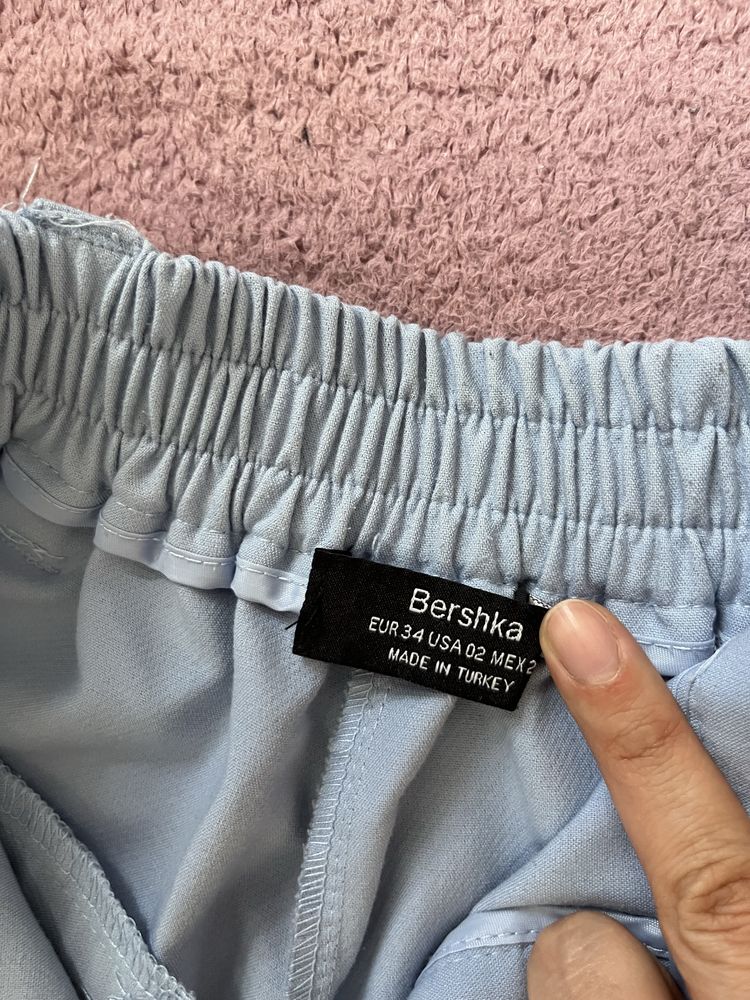 Bershka
EUR 34 USA 02 MEX 2
MADE IN TURKEY